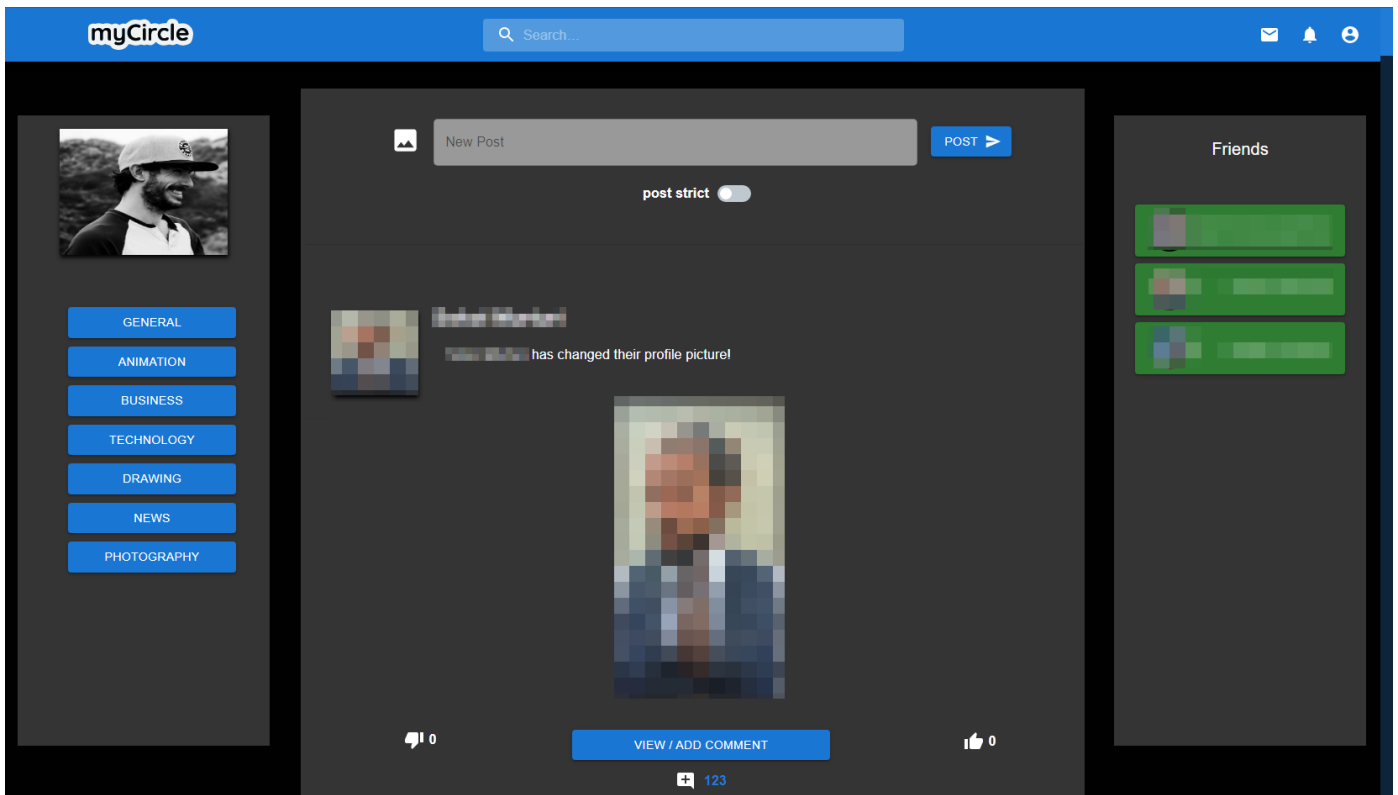 myCircle
Search...
New Post
POST
post strict
Friends
GENERAL
ANIMATION
BUSINESS
TECHNOLOGY
DRAWING
NEWS
PHOTOGRAPHY
has changed their profile picture!
0
VIEW / ADD COMMENT
0
123